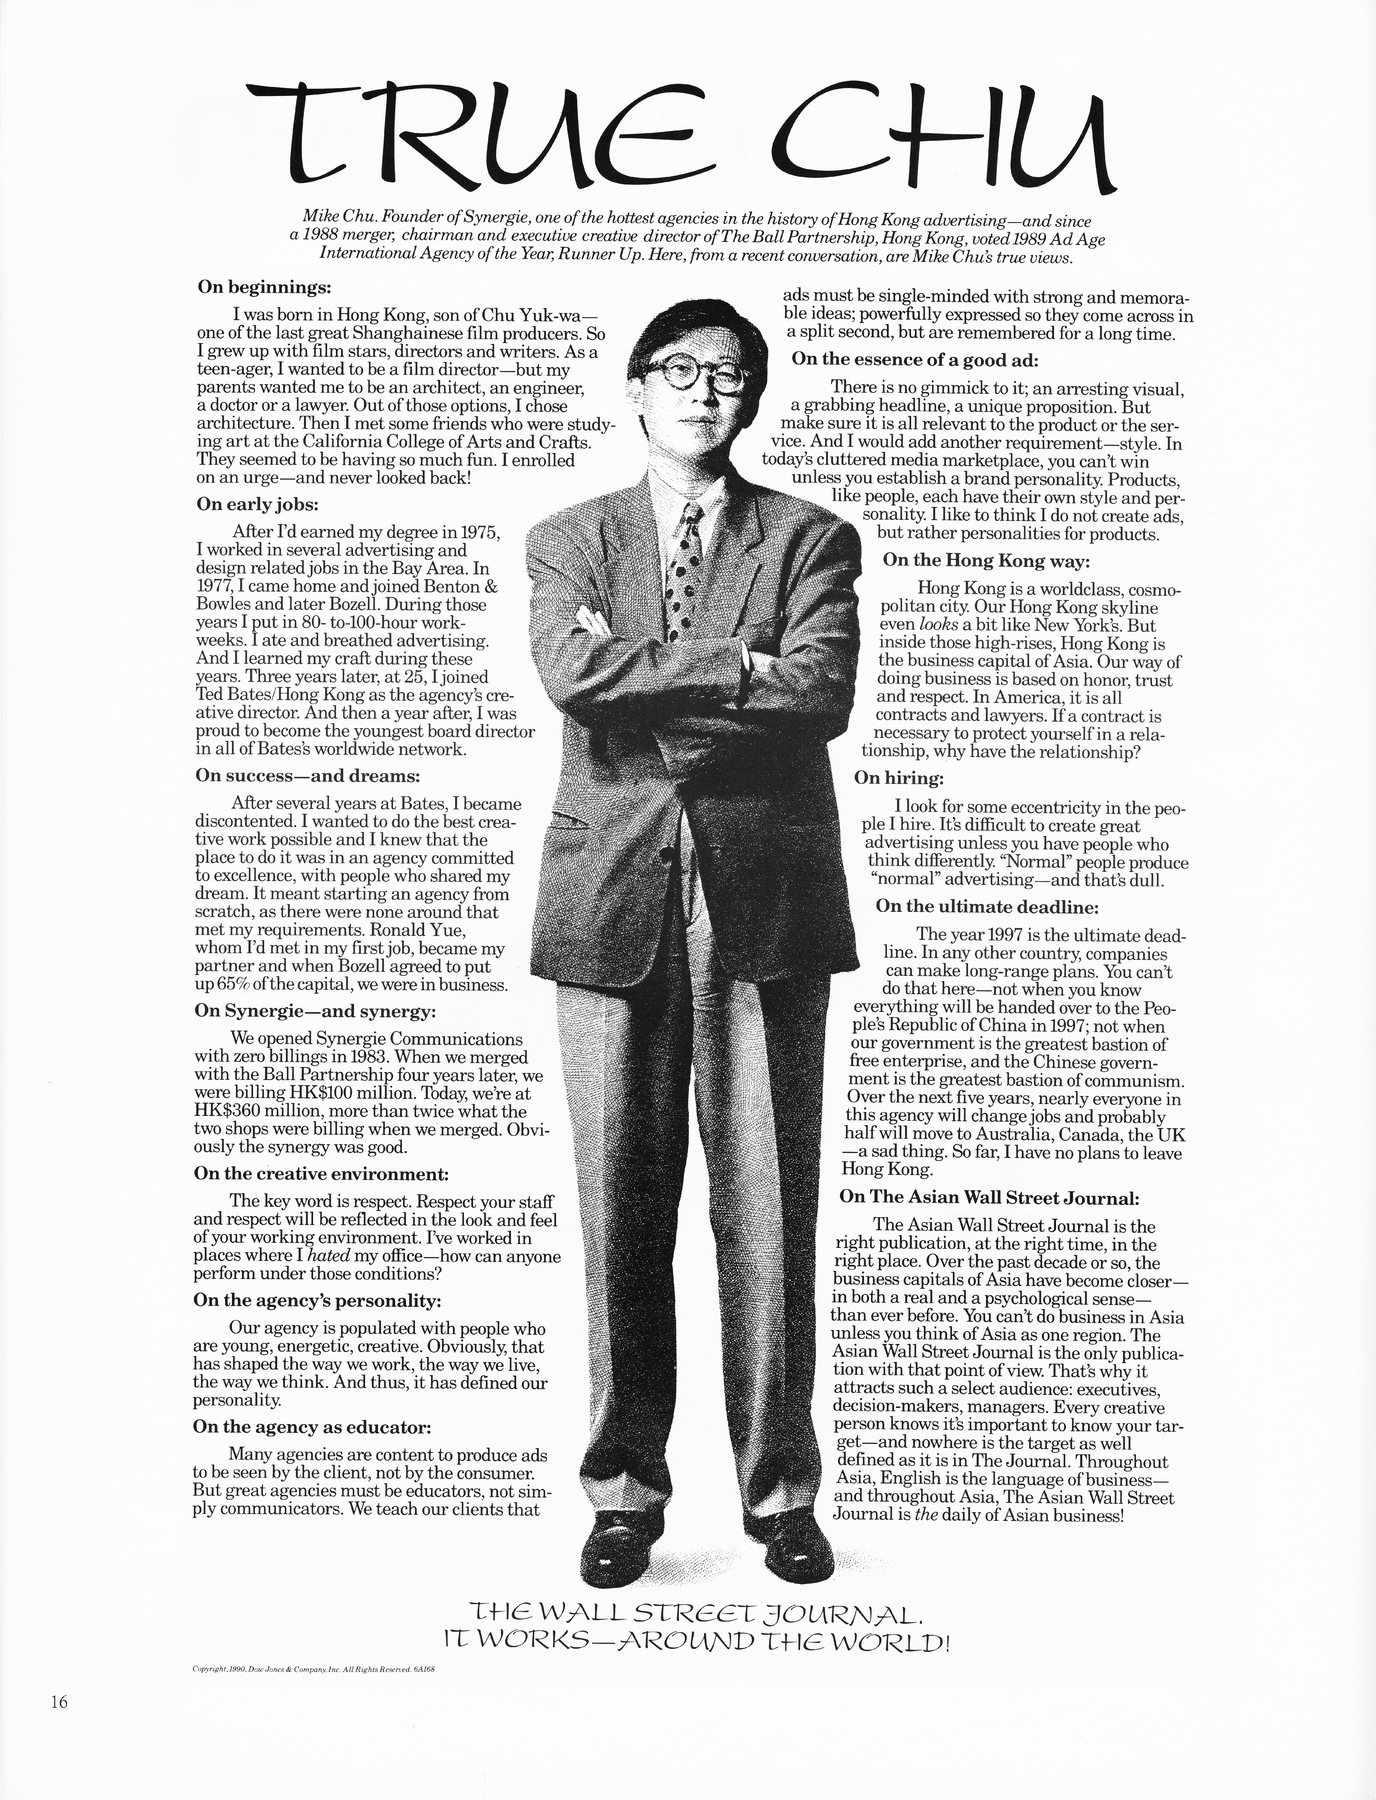 TRUE CHU
Mike Chu. Founder of Synergie, one of the hottest agencies in the history of Hong Kong advertising—and since
a 1988 merger, chairman and executive creative director of The Ball Partnership, Hong Kong, voted 1989 Ad Age
International Agency of the Year, Runner Up. Here, from a recent conversation, are Mike Chu's true views.
On beginnings:
I was born in Hong Kong, son of Chu Yuk-wa—
one of the last great Shanghainese film producers. So
I grew up with film stars, directors and writers. As a
teen-ager, I wanted to be a film director—but my
parents wanted me to be an architect, an engineer,
a doctor or a lawyer. Out of those options, I chose
architecture. Then I met some friends who were study-
ing art at the California College of Arts and Crafts.
They seemed to be having so much fun. I enrolled
on an urge—and never looked back!
On early jobs:
After I'd earned my degree in 1975,
I worked in several advertising and
design related jobs in the Bay Area. In
1977, I came home and joined Benton &
Bowles and later Bozell. During those
years I put in 80- to-100-hour work-
weeks. I ate and breathed advertising.
And I learned my craft during these
years. Three years later, at 25, I joined
Ted Bates/Hong Kong as the agency's cre-
ative director. And then a year after, I was
proud to become the youngest board director
in all of Bates's worldwide network.
On success—and dreams:
After several years at Bates, I became
discontented. I wanted to do the best crea-
tive work possible and I knew that the
place to do it was in an agency committed
to excellence, with people who shared my
dream. It meant starting an agency from
scratch, as there were none around that
met my requirements. Ronald Yue,
whom I'd met in my first job, became my
partner and when Bozell agreed to put
up 65% of the capital, we were in business.
On Synergie—and synergy:
We opened Synergie Communications
with zero billings in 1983. When we merged
with the Ball Partnership four years later, we
were billing HK$100 million. Today, we're at
HK$360 million, more than twice what the
two shops were billing when we merged. Obvi-
ously the synergy was good.
On the creative environment:
The key word is respect. Respect your staff
and respect will be reflected in the look and feel
of your working environment. I've worked in
places where I hated my office—how can anyone
perform under those conditions?
On the agency's personality:
Our agency is populated with people who
are young, energetic, creative. Obviously, that
has shaped the way we work, the way we live,
the way we think. And thus, it has defined our
personality.
On the agency as educator:
Many agencies are content to produce ads
to be seen by the client, not by the consumer.
But great agencies must be educators, not sim-
ply communicators. We teach our clients that
ads must be single-minded with strong and memora-
ble ideas; powerfully expressed so they come across in
a split second, but are remembered for a long time.
On the essence of a good ad:
There is no gimmick to it; an arresting visual,
a grabbing headline, a unique proposition. But
make sure it is all relevant to the product or the ser-
vice. And I would add another requirement—style. In
today's cluttered media marketplace, you can't win
unless you establish a brand personality. Products,
like people, each have their own style and per-
sonality. I like to think I do not create ads,
but rather personalities for products.
On the Hong Kong way:
Hong Kong is a worldclass, cosmo-
politan city. Our Hong Kong skyline
even looks a bit like New York's. But
inside those high-rises, Hong Kong is
the business capital of Asia. Our way of
doing business is based on honor, trust
and respect. In America, it is all
contracts and lawyers. If a contract is
necessary to protect yourself in a rela-
tionship, why have the relationship?
On hiring:
I look for some eccentricity in the peo-
ple I hire. It's difficult to create great
advertising unless you have people who
think differently. "Normal" people produce
"normal" advertising—and that's dull.
On the ultimate deadline:
The year 1997 is the ultimate dead-
line. In any other country, companies
can make long-range plans. You can't
do that here—not when you know
everything will be handed over to the Peo-
ple's Republic of China in 1997; not when
our government is the greatest bastion of
free enterprise, and the Chinese govern-
ment is the greatest bastion of communism.
Over the next five years, nearly everyone in
this agency will change jobs and probably
half will move to Australia, Canada, the UK
—a sad thing. So far, I have no plans to leave
Hong Kong.
On The Asian Wall Street Journal:
The Asian Wall Street Journal is the
right publication, at the right time, in the
right place. Over the past decade or so, the
business capitals of Asia have become closer—
in both a real and a psychological sense—
than ever before. You can't do business in Asia
unless you think of Asia as one region. The
Asian Wall Street Journal is the only publica-
tion with that point of view. That's why it
attracts such a select audience: executives,
decision-makers, managers. Every creative
person knows it's important to know your tar-
get—and nowhere is the target as well
defined as it is in The Journal. Throughout
Asia, English is the language of business—
and throughout Asia, The Asian Wall Street
Journal is the daily of Asian business!
THE WALL STREET JOURNAL.
IT WORKS—AROUND THE WORLD!
Copyright, 1990, Dow Jones & Company, Inc. All Rights Reserved. 6A168
16